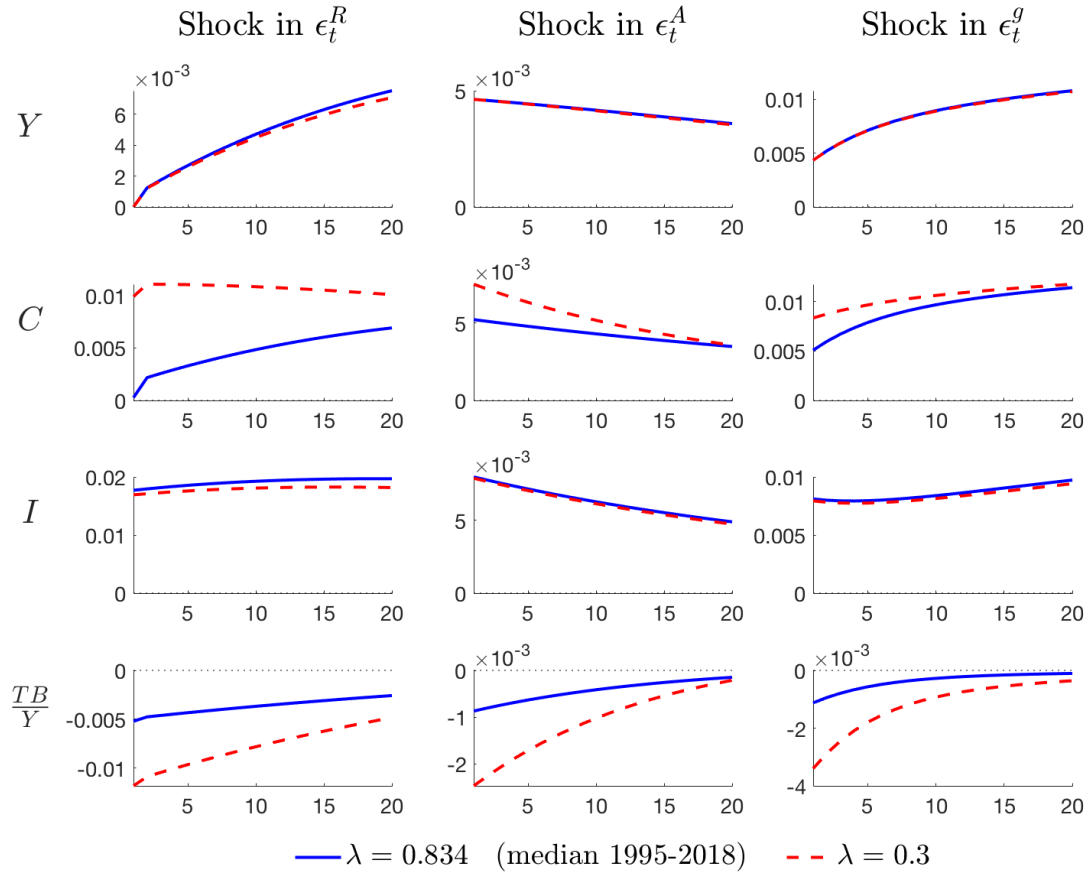 Shock in ϵ_t^R Shock in ϵ_t^A Shock in ϵ_t^g
×10⁻³ 5 ×10⁻³
Y 6 4 2 0 0 0.01 0.005 0
5 10 15 20 5 10 15 20 5 10 15 20
×10⁻³
C 0.01 0.005 0 5 0 0.01 0.005 0
5 10 15 20 5 10 15 20 5 10 15 20
×10⁻³
I 0.02 0.01 0 5 0 0.01 0.005 0
5 10 15 20 5 10 15 20 5 10 15 20
×10⁻³ ×10⁻³
TB/Y 0 -0.005 -0.01 0 -1 -2 0 -2 -4
5 10 15 20 5 10 15 20 5 10 15 20
λ = 0.834 (median 1995-2018) λ = 0.3